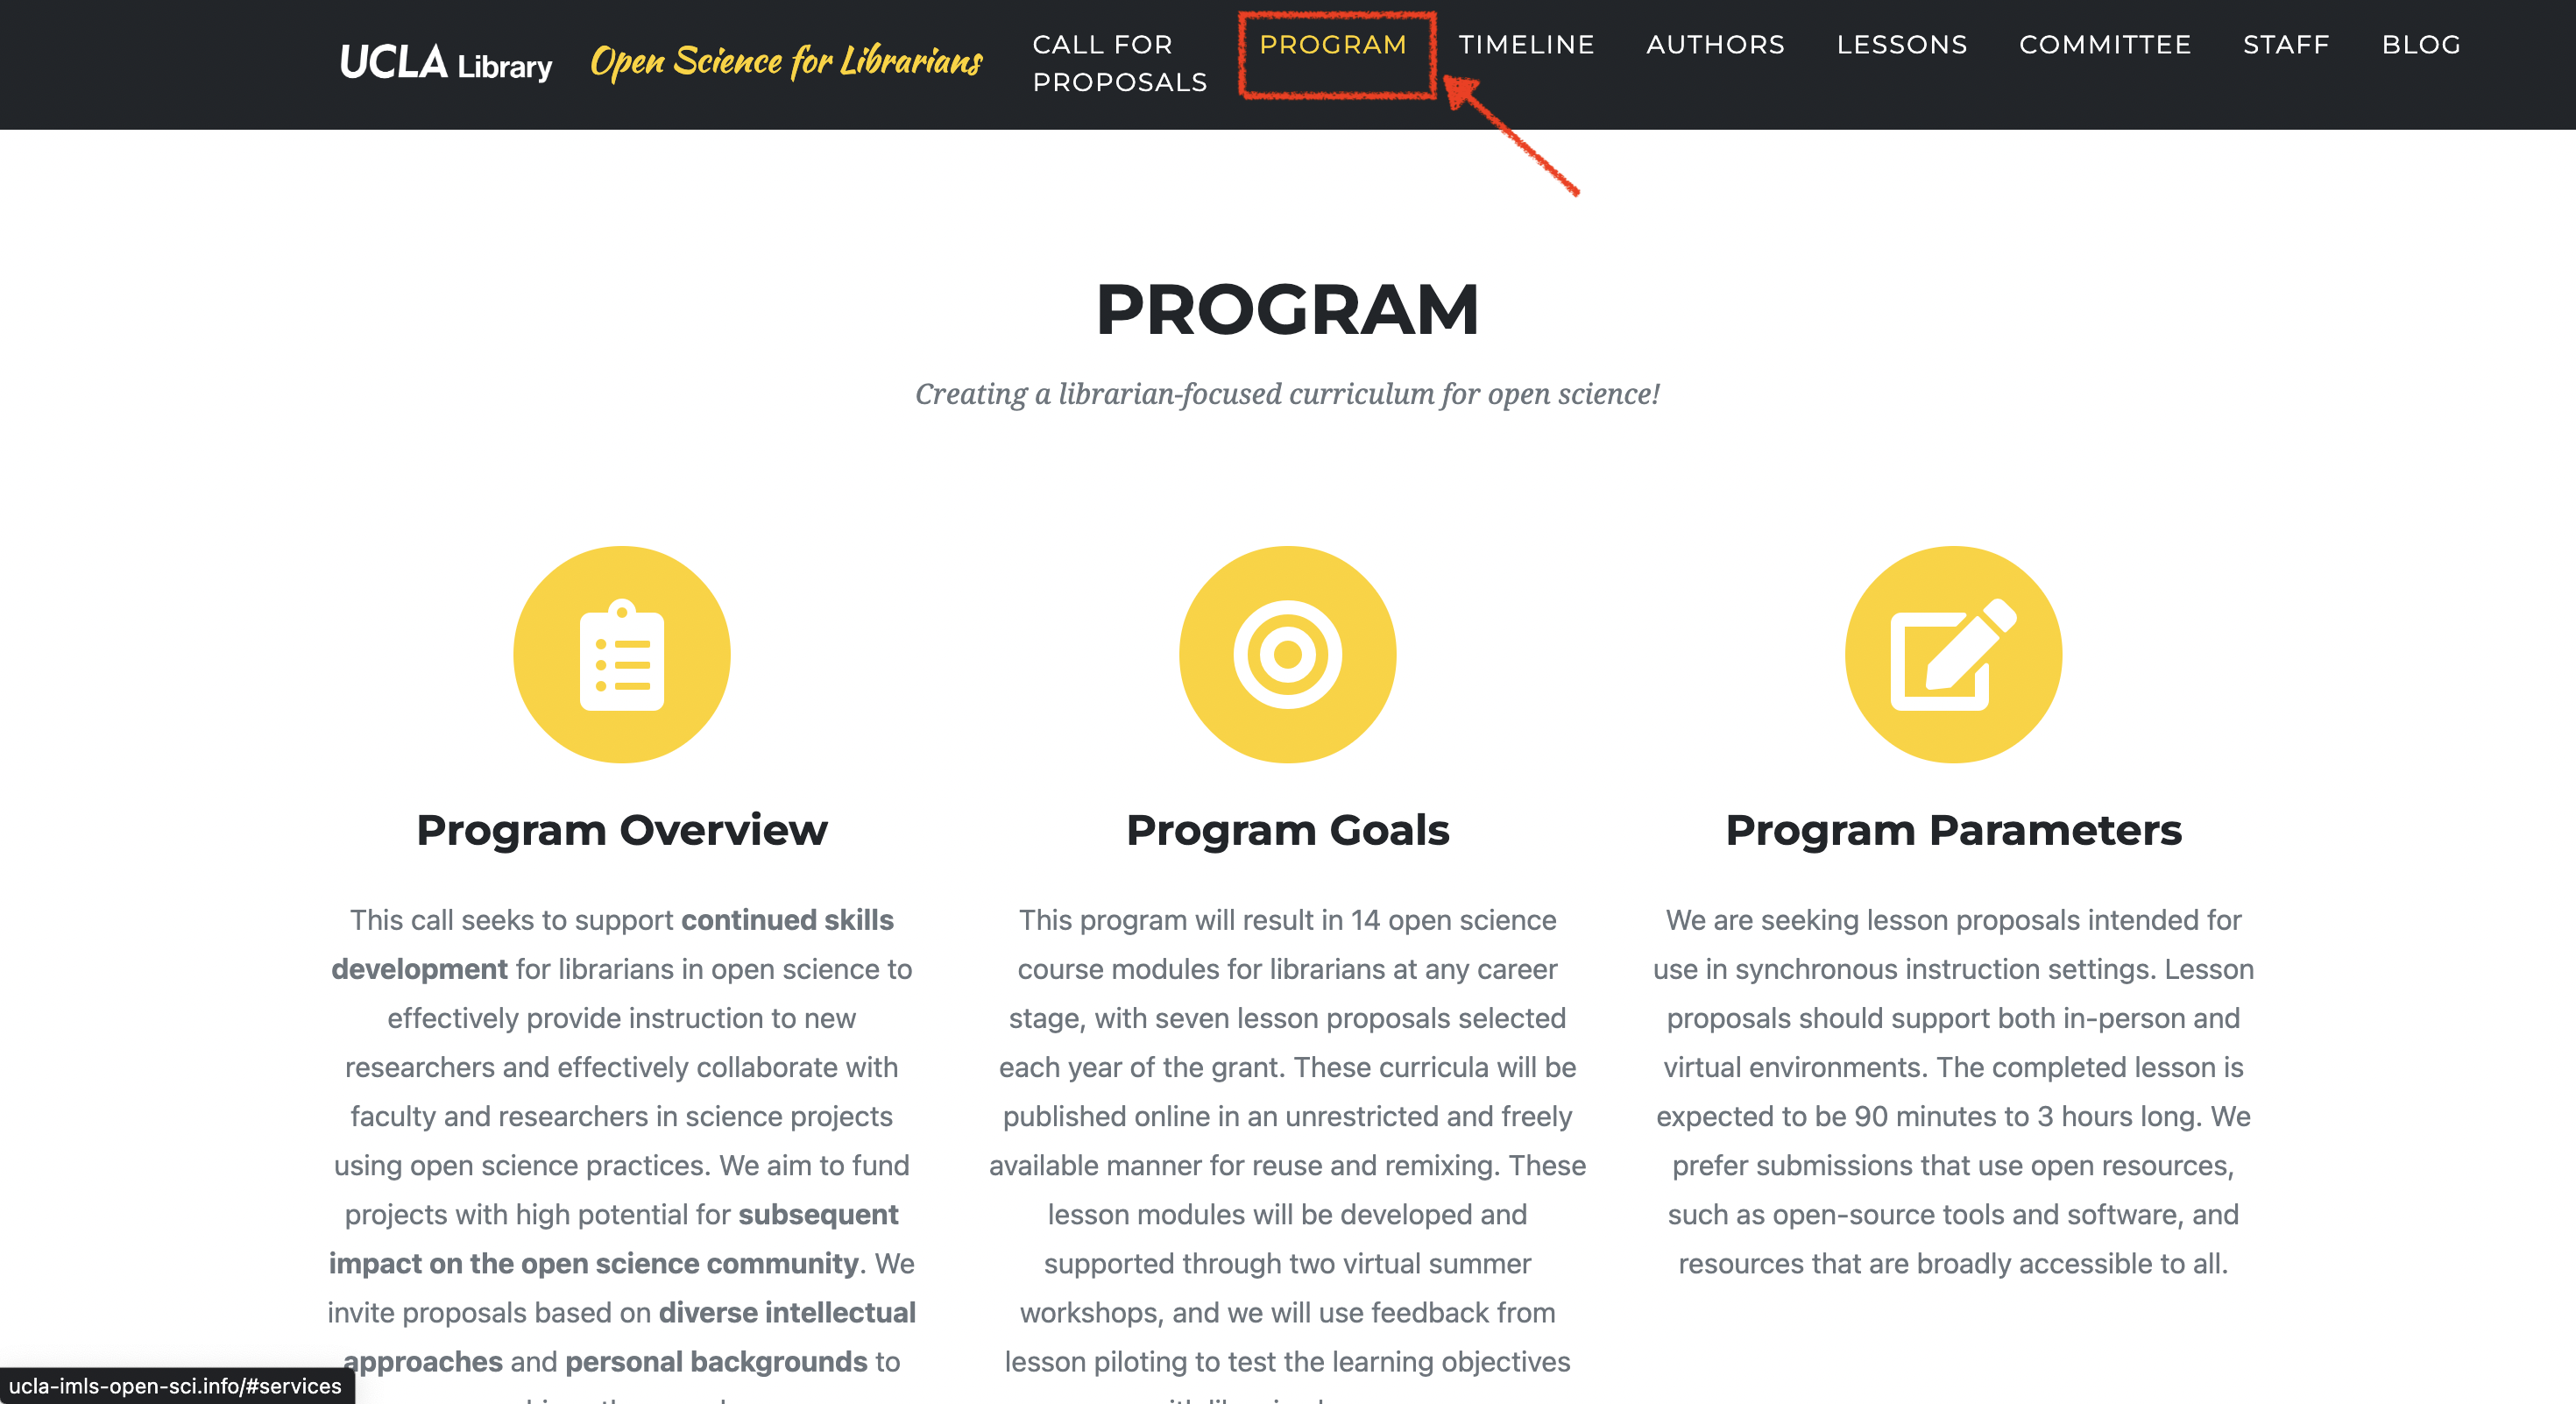 UCLA Library
Open Science for Librarians
CALL FOR
PROPOSALS
PROGRAM
TIMELINE
AUTHORS
LESSONS
COMMITTEE
STAFF
BLOG
PROGRAM
Creating a librarian-focused curriculum for open science!
Program Overview
This call seeks to support continued skills
development for librarians in open science to
effectively provide instruction to new
researchers and effectively collaborate with
faculty and researchers in science projects
using open science practices. We aim to fund
projects with high potential for subsequent
impact on the open science community. We
invite proposals based on diverse intellectual
approaches and personal backgrounds to
Program Goals
This program will result in 14 open science
course modules for librarians at any career
stage, with seven lesson proposals selected
each year of the grant. These curricula will be
published online in an unrestricted and freely
available manner for reuse and remixing. These
lesson modules will be developed and
supported through two virtual summer
workshops, and we will use feedback from
lesson piloting to test the learning objectives
Program Parameters
We are seeking lesson proposals intended for
use in synchronous instruction settings. Lesson
proposals should support both in-person and
virtual environments. The completed lesson is
expected to be 90 minutes to 3 hours long. We
prefer submissions that use open resources,
such as open-source tools and software, and
resources that are broadly accessible to all.
ucla-imls-open-sci.info/#services